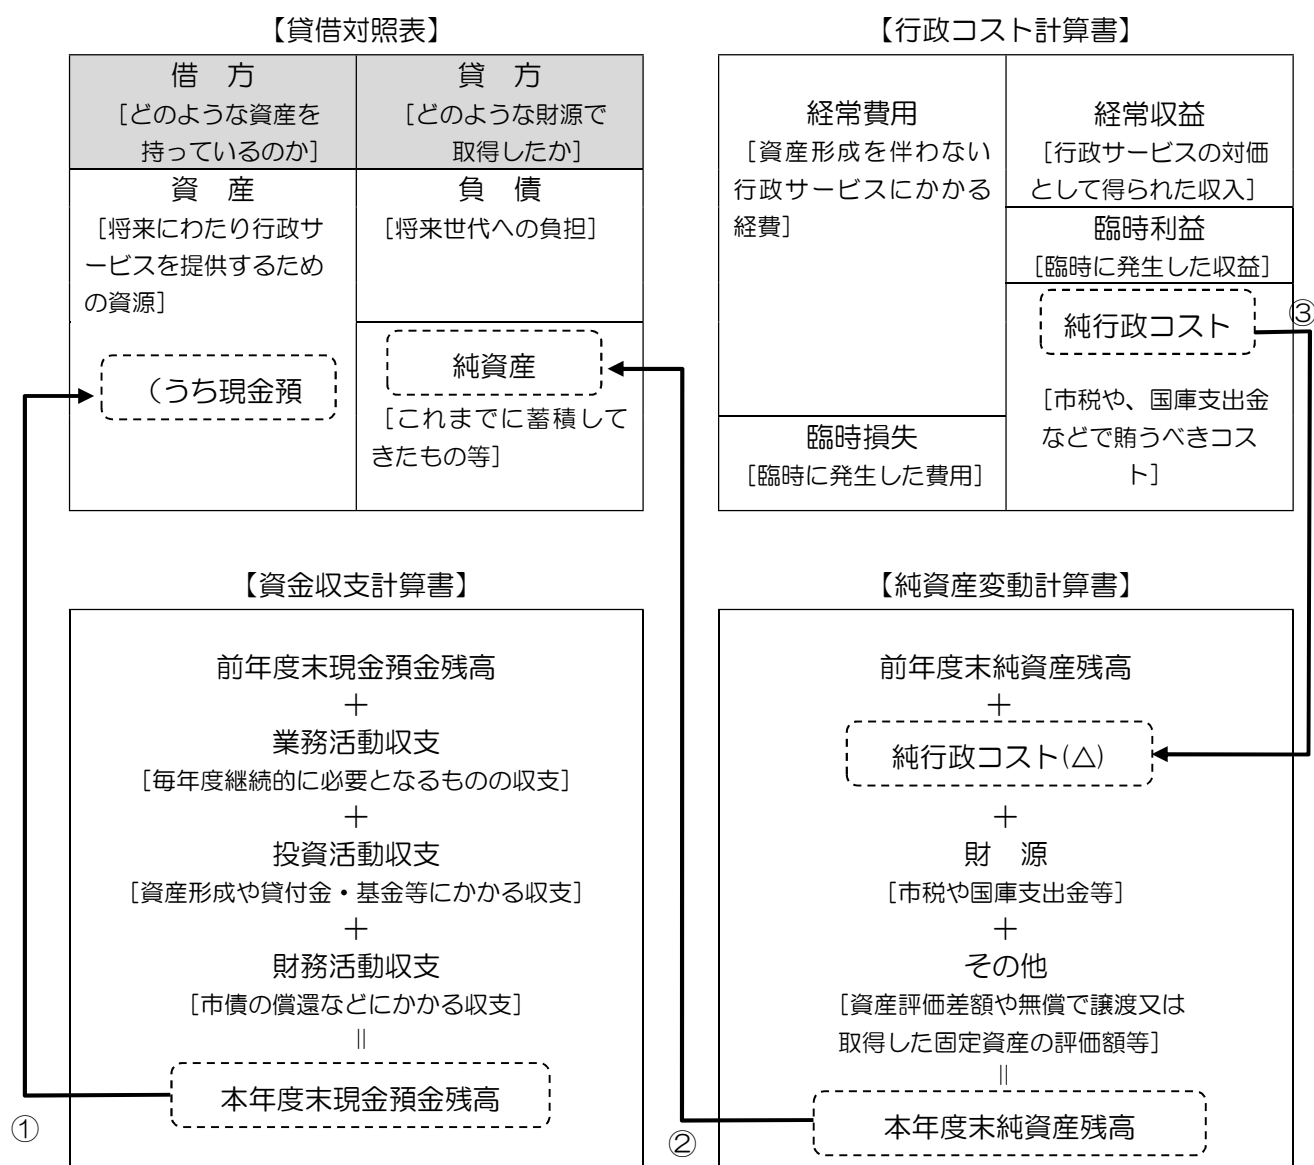 【貸借対照表】
借　方
[どのような資産を
持っているのか]
貸　方
[どのような財源で
取得したか]
資　産
[将来にわたり行政サ
ービスを提供するため
の資源]
（うち現金預
負　債
[将来世代への負担]
純資産
[これまでに蓄積して
きたもの等]
【行政コスト計算書】
経常費用
[資産形成を伴わない
行政サービスにかかる
経費]
臨時損失
[臨時に発生した費用]
経常収益
[行政サービスの対価
として得られた収入]
臨時利益
[臨時に発生した収益]
純行政コスト
[市税や、国庫支出金
などで賄うべきコス
ト]
③
【資金収支計算書】
前年度末現金預金残高
＋
業務活動収支
[毎年度継続的に必要となるものの収支]
＋
投資活動収支
[資産形成や貸付金・基金等にかかる収支]
＋
財務活動収支
[市債の償還などにかかる収支]
॥
本年度末現金預金残高
①
【純資産変動計算書】
前年度末純資産残高
＋
純行政コスト(△)
＋
財　源
[市税や国庫支出金等]
＋
その他
[資産評価差額や無償で譲渡又は
取得した固定資産の評価額等]
॥
本年度末純資産残高
②